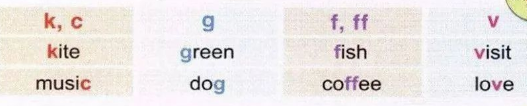 k, c g f, ff v
kite green fish visit
music dog coffee love